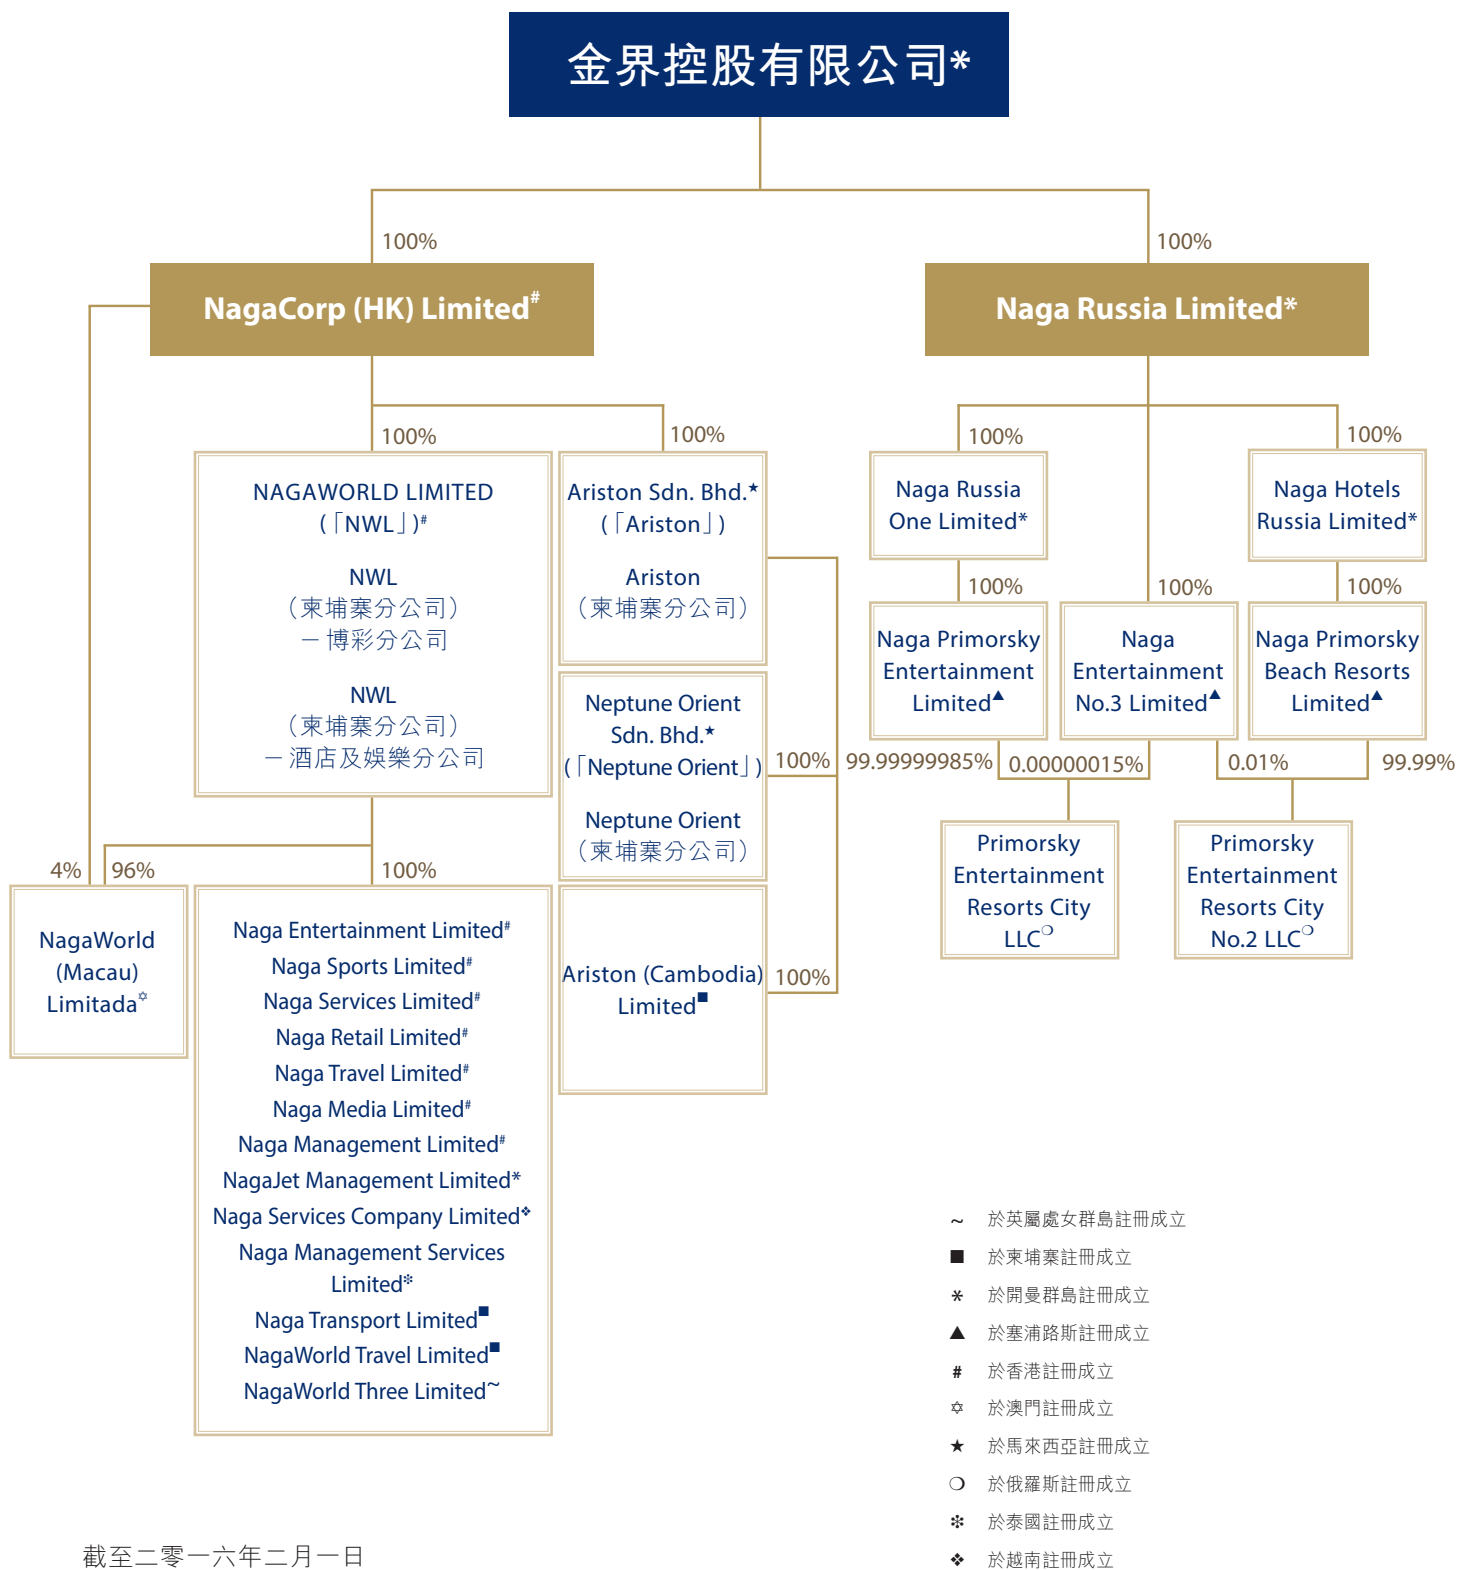 金界控股有限公司*
100%
100%
NagaCorp (HK) Limited#
Naga Russia Limited*
100%
100%
100%
100%
NAGAWORLD LIMITED
(「NWL」)#
NWL
（柬埔寨分公司）
－博彩分公司
NWL
（柬埔寨分公司）
－酒店及娛樂分公司
Ariston Sdn. Bhd.★
(「Ariston」)
Ariston
（柬埔寨分公司）
Neptune Orient
Sdn. Bhd.★
(「Neptune Orient」)
Neptune Orient
（柬埔寨分公司）
100%
Ariston (Cambodia)
Limited■
100%
Naga Russia
One Limited*
Naga Hotels
Russia Limited*
100%
100%
100%
Naga Primorsky
Entertainment
Limited▲
Naga
Entertainment
No.3 Limited▲
Naga Primorsky
Beach Resorts
Limited▲
99.99999985%
0.00000015%
0.01%
99.99%
Primorsky
Entertainment
Resorts City
LLC❍
Primorsky
Entertainment
Resorts City
No.2 LLC❍
4%
96%
100%
NagaWorld
(Macau)
Limitada✡
Naga Entertainment Limited#
Naga Sports Limited#
Naga Services Limited#
Naga Retail Limited#
Naga Travel Limited#
Naga Media Limited#
Naga Management Limited#
NagaJet Management Limited*
Naga Services Company Limited❖
Naga Management Services
Limited❇
Naga Transport Limited■
NagaWorld Travel Limited■
NagaWorld Three Limited~
~ 於英屬處女群島註冊成立
■ 於柬埔寨註冊成立
* 於開曼群島註冊成立
▲ 於塞浦路斯註冊成立
# 於香港註冊成立
✡ 於澳門註冊成立
★ 於馬來西亞註冊成立
❍ 於俄羅斯註冊成立
❇ 於泰國註冊成立
❖ 於越南註冊成立
截至二零一六年二月一日